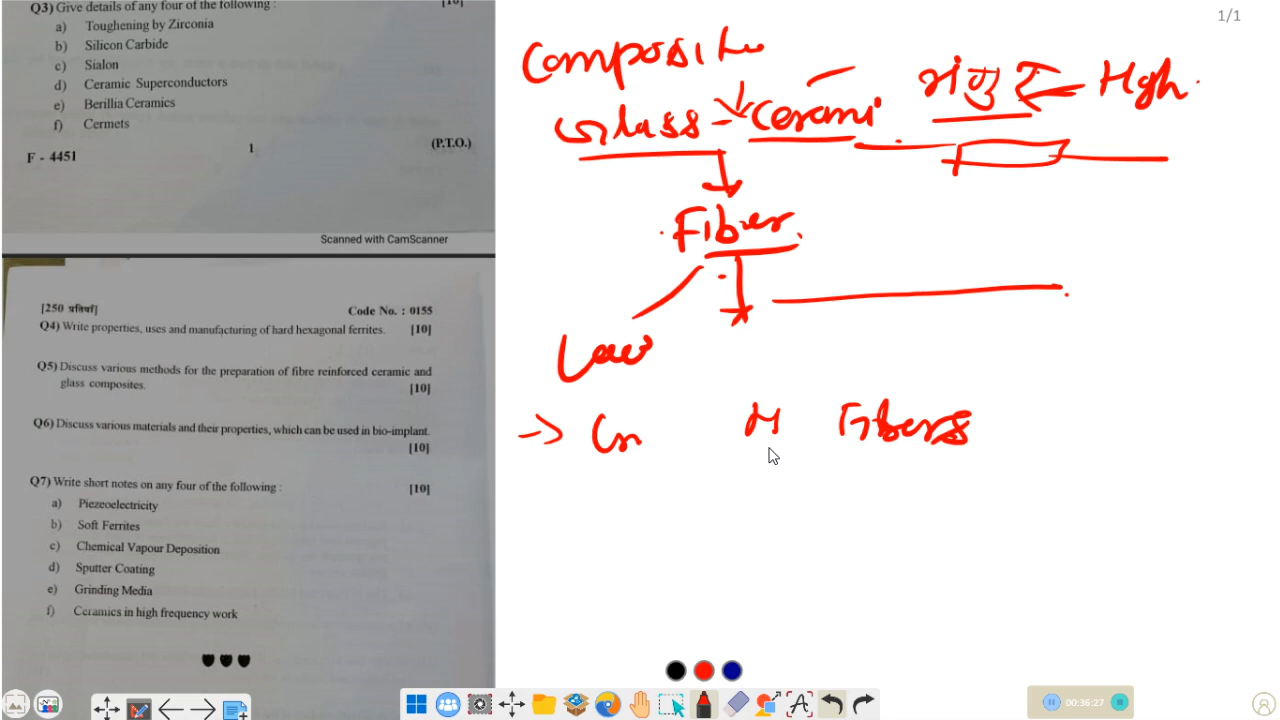 Q3) Give details of any four of the following : [10]
a) Toughening by Zirconia
b) Silicon Carbide
c) Sialon
d) Ceramic Superconductors
e) Berillia Ceramics
f) Cermets
F - 4451 1 (P.T.O.)
Scanned with CamScanner
[250 प्रतियाँ] Code No. : 0155
Q4) Write properties, uses and manufacturing of hard hexagonal ferrites. [10]
Q5) Discuss various methods for the preparation of fibre reinforced ceramic and
glass composites. [10]
Q6) Discuss various materials and their properties, which can be used in bio-implant.
[10]
Q7) Write short notes on any four of the following : [10]
a) Piezoelectricity
b) Soft Ferrites
c) Chemical Vapour Deposition
d) Sputter Coating
e) Grinding Media
f) Ceramics in high frequency work
1/1
Composite
Glass - Cerami High
Fiber
Low
→ Gn M Fibers
00:36:27